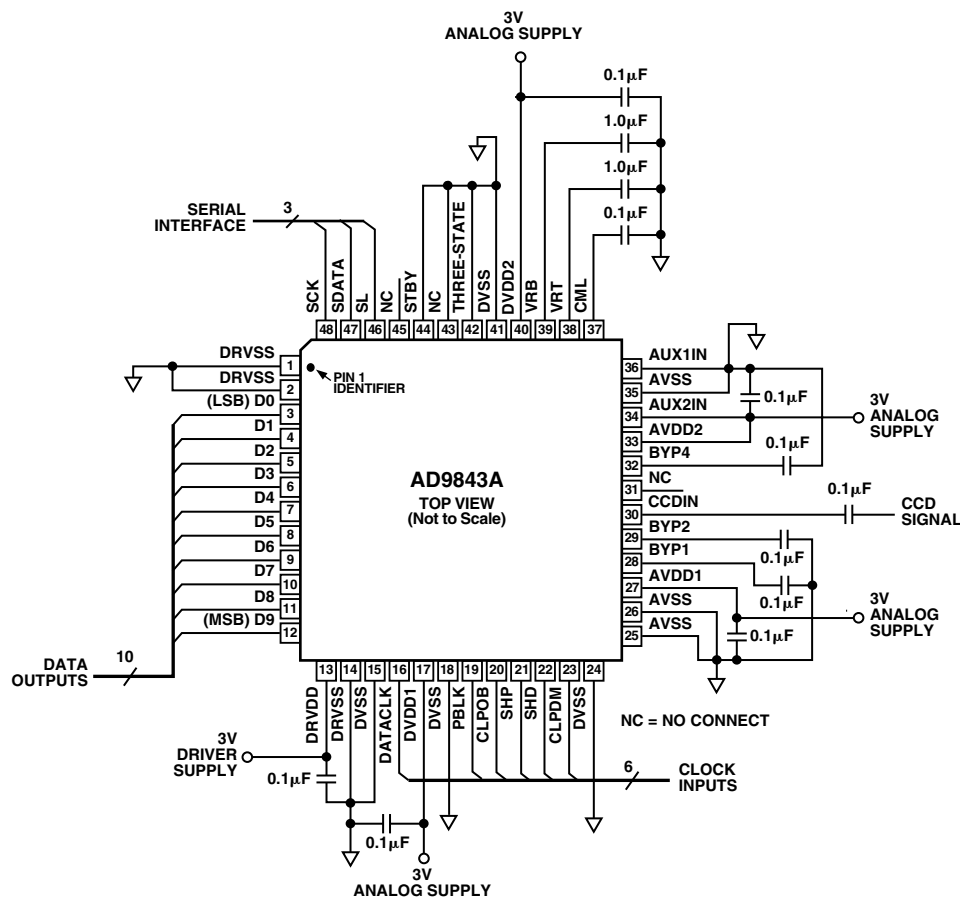 3V
ANALOG SUPPLY
0.1µF
1.0µF
1.0µF
0.1µF
SERIAL
INTERFACE
3
SCK
SDATA
SL
NC
STBY
NC
THREE-STATE
DVSS
DVDD2
VRB
VRT
CML
48 47 46 45 44 43 42 41 40 39 38 37
DRVSS
1
DRVSS
2
(LSB) D0
3
D1
4
D2
5
D3
6
D4
7
D5
8
D6
9
D7
10
D8
11
(MSB) D9
12
PIN 1
IDENTIFIER
AD9843A
TOP VIEW
(Not to Scale)
36
AUX1IN
35
AVSS
34
AUX2IN
33
AVDD2
32
BYP4
31
NC
30
CCDIN
29
BYP2
28
BYP1
27
AVDD1
26
AVSS
25
AVSS
0.1µF
3V
ANALOG
SUPPLY
0.1µF
0.1µF
CCD
SIGNAL
0.1µF
0.1µF
3V
ANALOG
SUPPLY
0.1µF
DATA
OUTPUTS
10
13 14 15 16 17 18 19 20 21 22 23 24
DRVDD
DRVSS
DVSS
DATACLK
DVDD1
DVSS
PBLK
CLPOB
SHP
SHD
CLPDM
DVSS
NC = NO CONNECT
3V
DRIVER
SUPPLY
0.1µF
6
CLOCK
INPUTS
0.1µF
3V
ANALOG SUPPLY